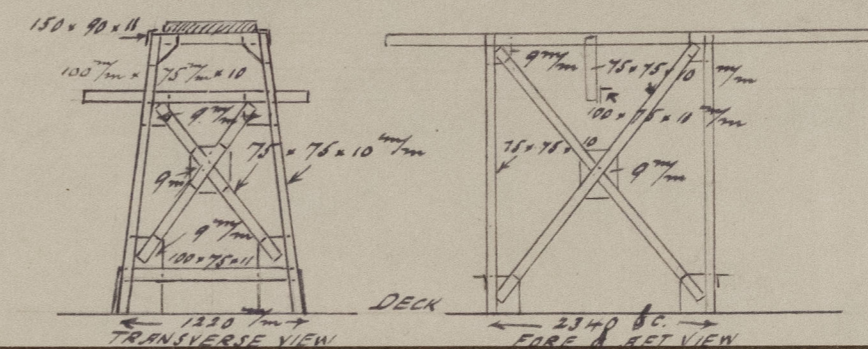 150 × 90 × 11
100 m/m × 75 m/m × 10
9 m/m
75 × 75 × 10 m/m
9 m/m
9 m/m
100 × 75 × 11
1220 m/m
TRANSVERSE VIEW
DECK
9 m/m
75 × 75 × 10 m/m
100 × 75 × 11 m/m
75 × 75 × 10
9 m/m
2340
FORE & AFT VIEW